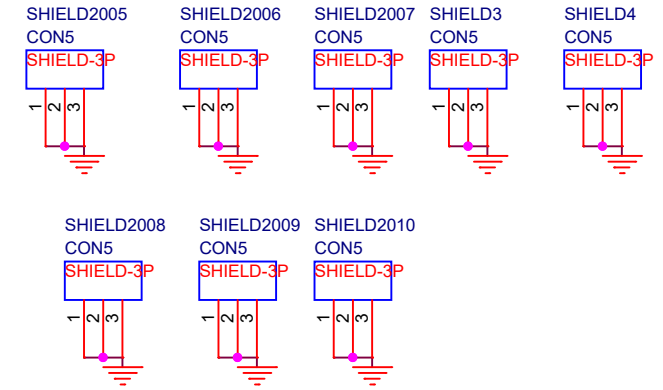 SHIELD2005 SHIELD2006 SHIELD2007 SHIELD3 SHIELD4
CON5 CON5 CON5 CON5 CON5
SHIELD-3P SHIELD-3P SHIELD-3P SHIELD-3P SHIELD-3P
1 2 3 1 2 3 1 2 3 1 2 3 1 2 3
SHIELD2008 SHIELD2009 SHIELD2010
CON5 CON5 CON5
SHIELD-3P SHIELD-3P SHIELD-3P
1 2 3 1 2 3 1 2 3